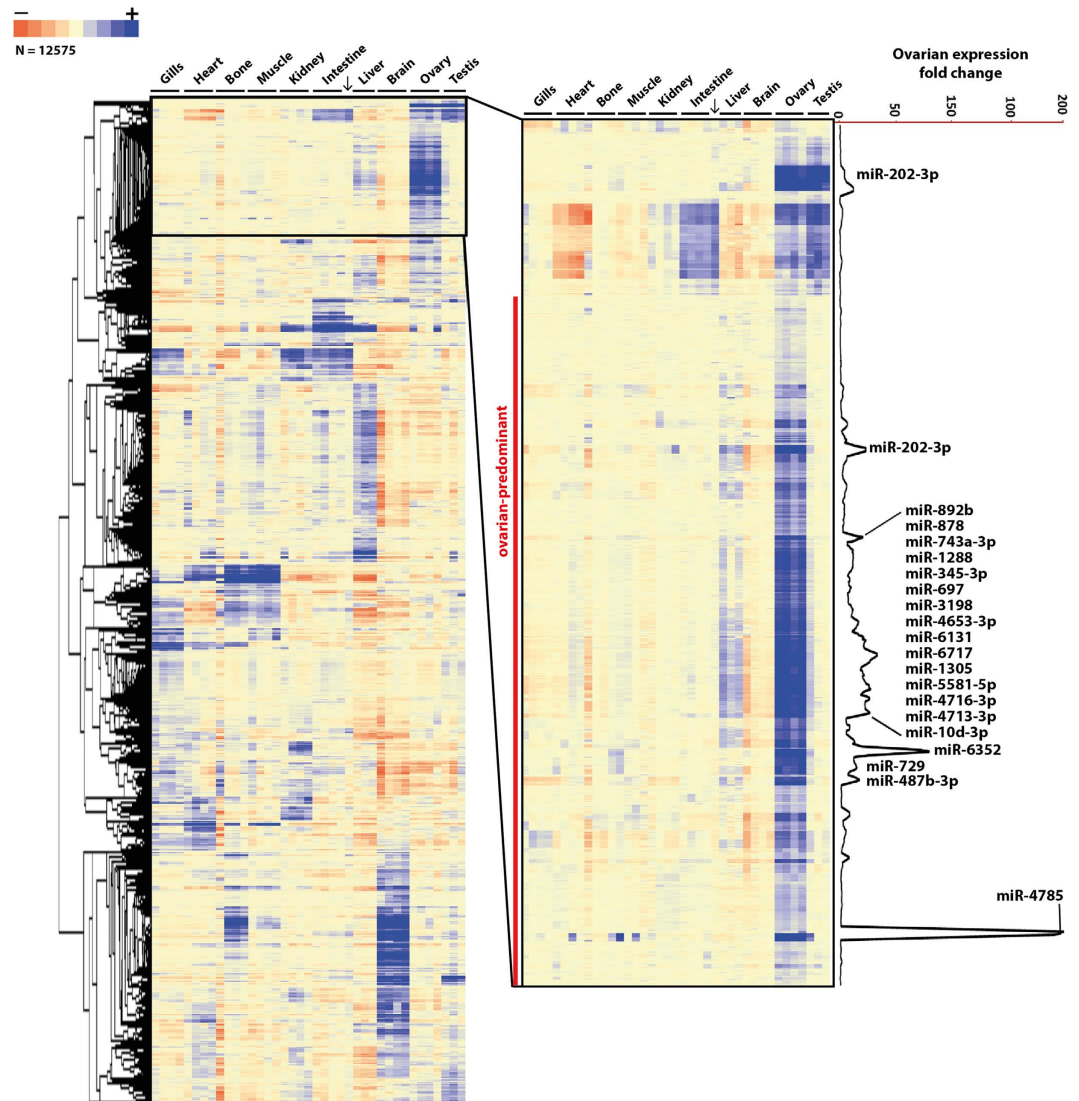 − +
N = 12575
Gills Heart Bone Muscle Kidney Intestine Liver Brain Ovary Testis
Gills Heart Bone Muscle Kidney Intestine Liver Brain Ovary Testis
Ovarian expression
fold change
0 50 151 100 200
miR-202-3p
ovarian-predominant
miR-202-3p
miR-892b
miR-878
miR-743a-3p
miR-1288
miR-345-3p
miR-697
miR-3198
miR-4653-3p
miR-6131
miR-6717
miR-1305
miR-5581-5p
miR-4716-3p
miR-4713-3p
miR-10d-3p
miR-6352
miR-729
miR-487b-3p
miR-4785